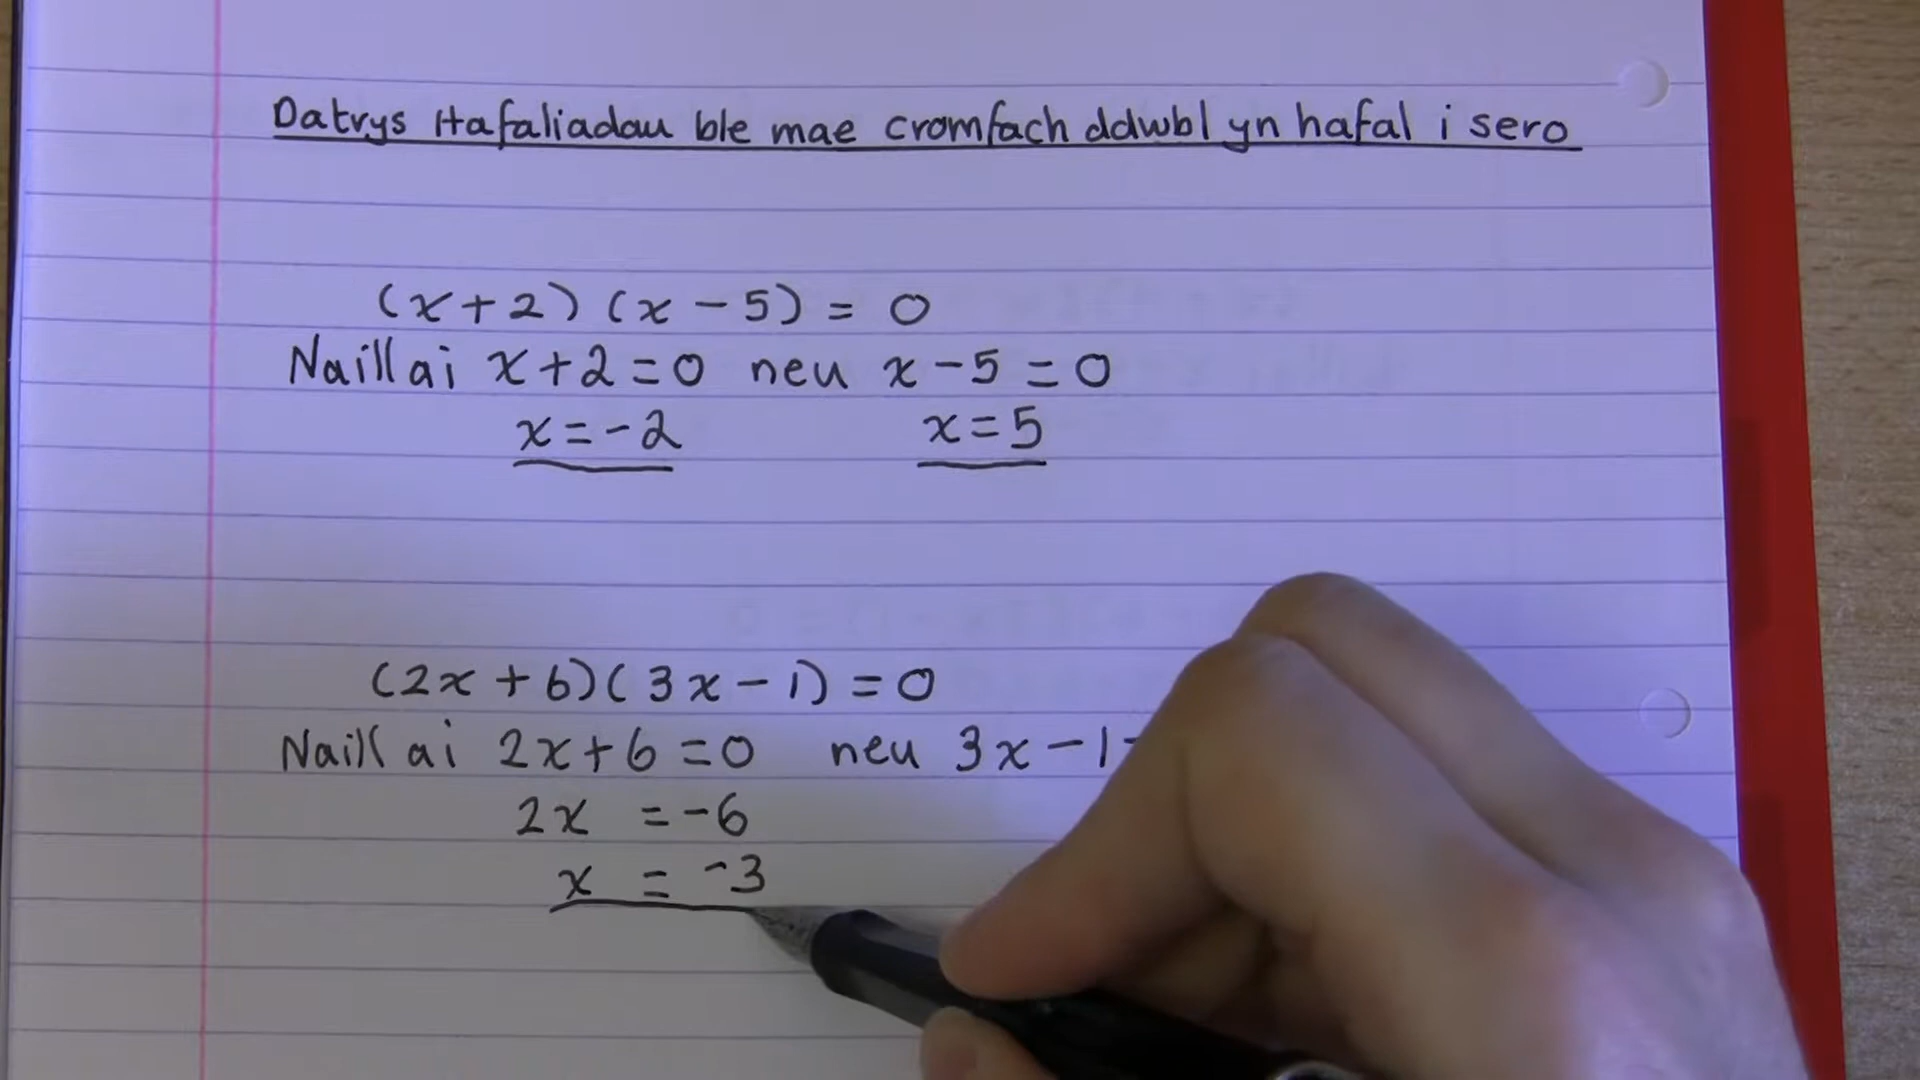 Datrys Hafaliadau ble mae cromfach ddwbl yn hafal i sero
(x+2)(x-5)=0
Naill ai x+2=0 neu x-5=0
x=-2 x=5
(2x+6)(3x-1)=0
Naill ai 2x+6=0 neu 3x-1
2x =-6
x = -3